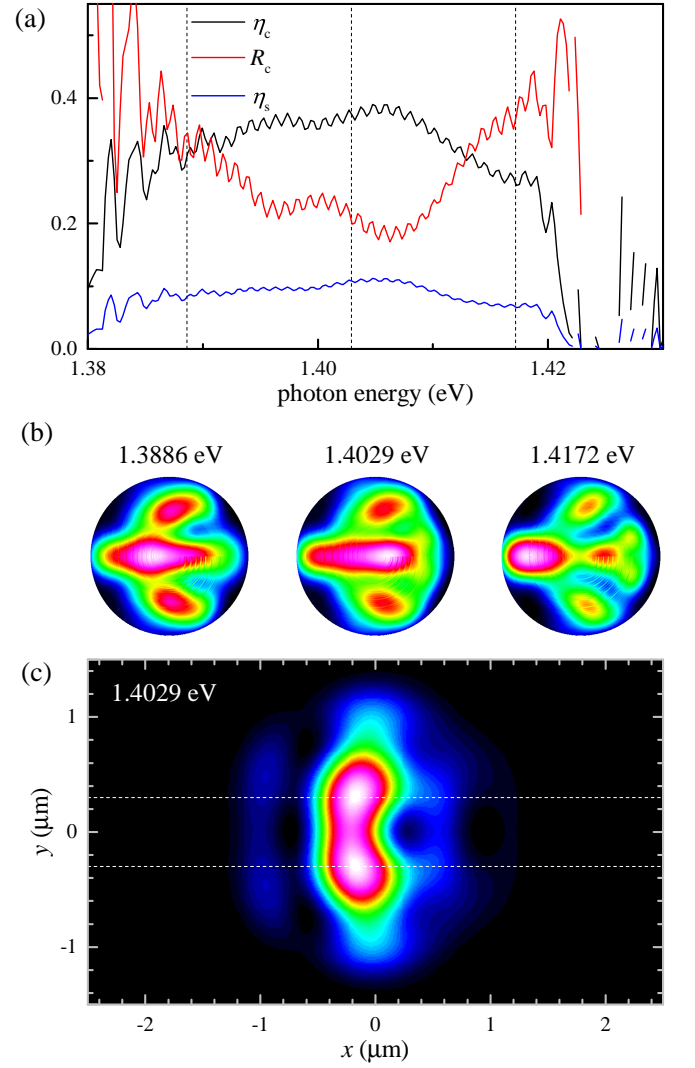 (a)
η_c
R_c
η_s
0.4
0.2
0.0
1.38
1.40
1.42
photon energy (eV)
(b)
1.3886 eV
1.4029 eV
1.4172 eV
(c)
1.4029 eV
1
0
-1
y (μm)
-2
-1
0
1
2
x (μm)